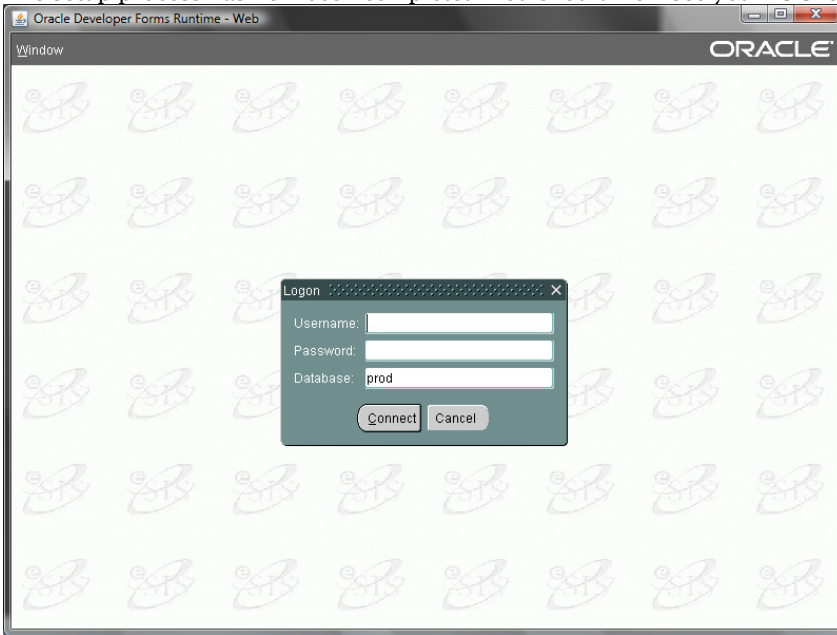 Oracle Developer Forms Runtime - Web
Window
ORACLE
Logon
Username:
Password:
Database: prod
Connect Cancel